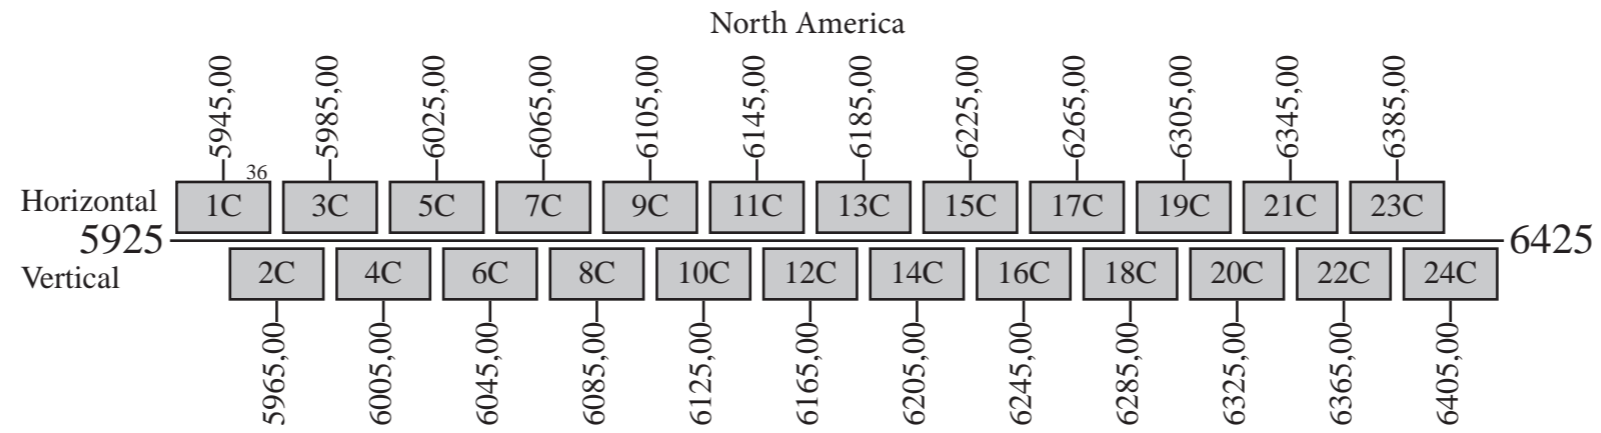 North America
5945,00 5985,00 6025,00 6065,00 6105,00 6145,00 6185,00 6225,00 6265,00 6305,00 6345,00 6385,00
36
Horizontal 1C 3C 5C 7C 9C 11C 13C 15C 17C 19C 21C 23C
5925 6425
Vertical 2C 4C 6C 8C 10C 12C 14C 16C 18C 20C 22C 24C
5965,00 6005,00 6045,00 6085,00 6125,00 6165,00 6205,00 6245,00 6285,00 6325,00 6365,00 6405,00